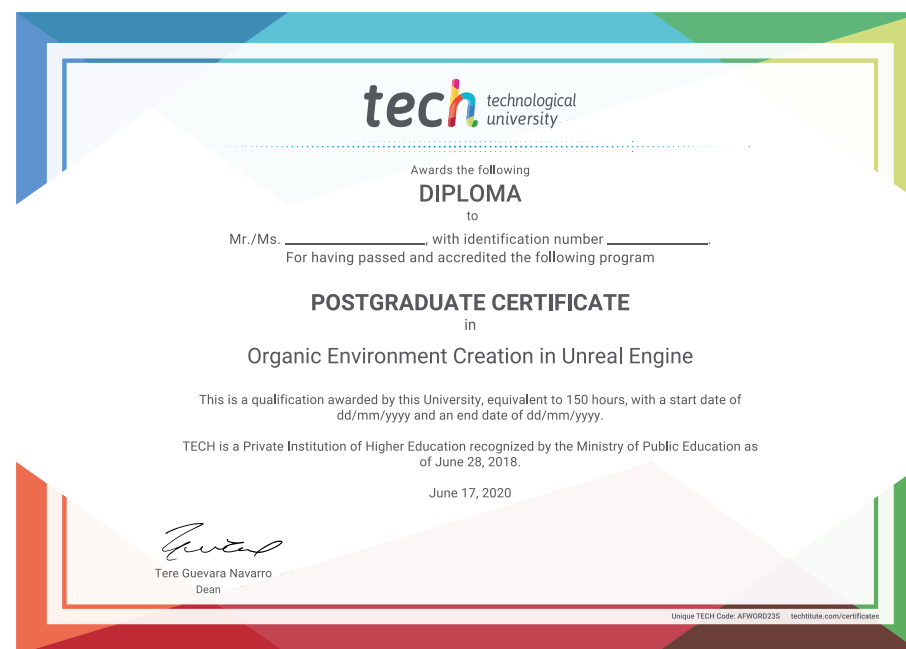 tech technological
university
Awards the following
DIPLOMA
to
Mr./Ms. ____________________, with identification number ______________.
For having passed and accredited the following program
POSTGRADUATE CERTIFICATE
in
Organic Environment Creation in Unreal Engine
This is a qualification awarded by this University, equivalent to 150 hours, with a start date of
dd/mm/yyyy and an end date of dd/mm/yyyy.
TECH is a Private Institution of Higher Education recognized by the Ministry of Public Education as
of June 28, 2018.
June 17, 2020
Tere Guevara Navarro
Dean
Unique TECH Code: AFWORD23S techtitute.com/certificates